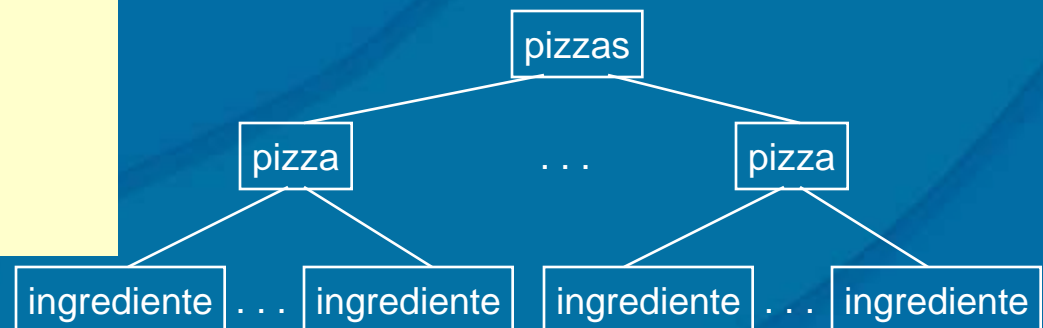 pizzas
pizza . . . pizza
ingrediente . . . ingrediente ingrediente . . . ingrediente